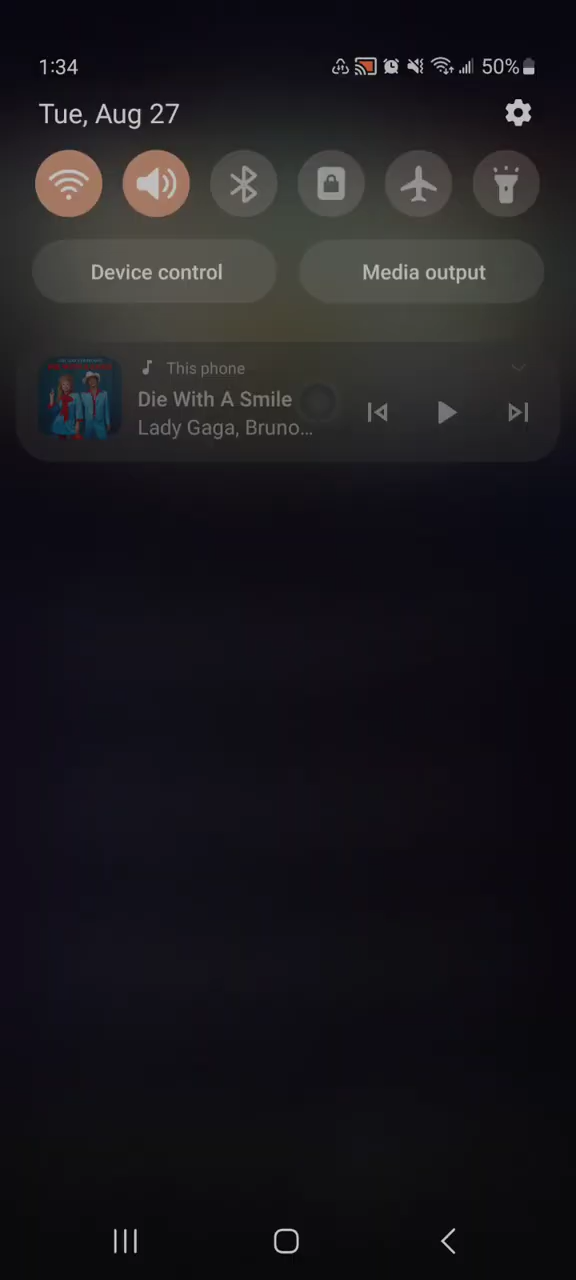 1:34
50%
Tue, Aug 27
Device control
Media output
This phone
Die With A Smile
Lady Gaga, Bruno...